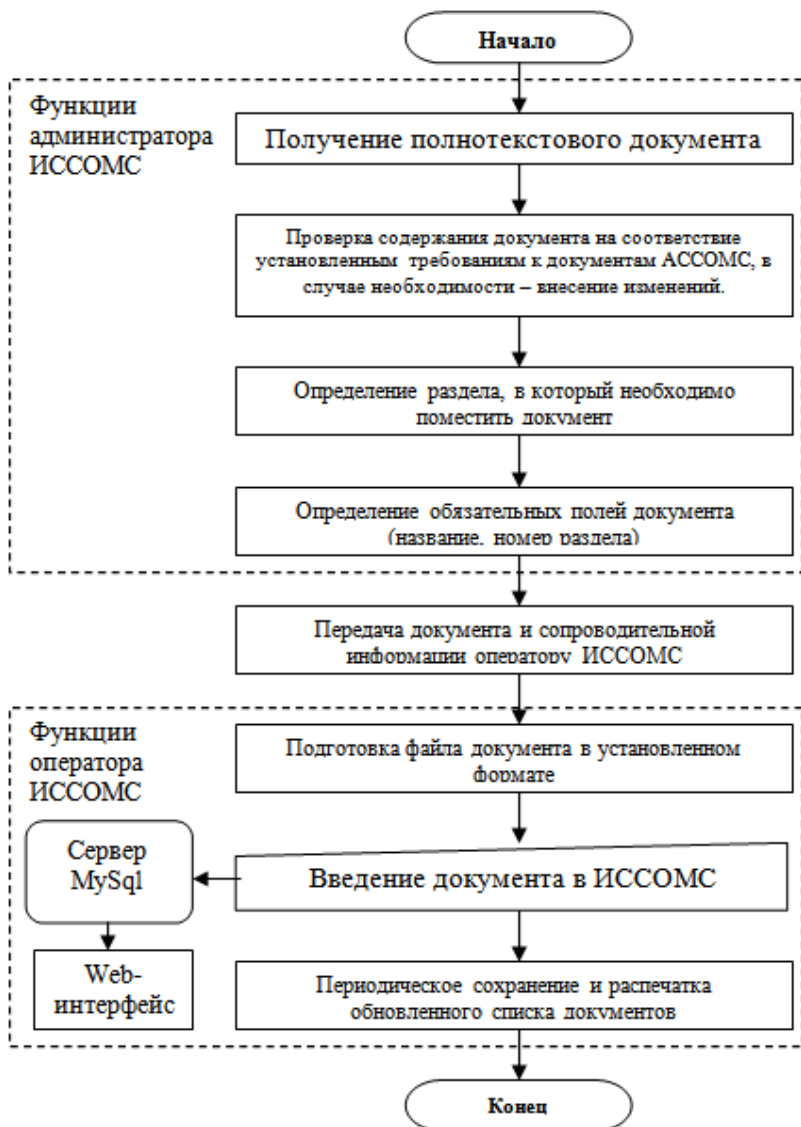 Начало
Функции
администратора
ИССОМС
Получение полнотекстового документа
Проверка содержания документа на соответствие
установленным требованиям к документам АССОМС, в
случае необходимости – внесение изменений.
Определение раздела, в который необходимо
поместить документ
Определение обязательных полей документа
(название, номер раздела)
Передача документа и сопроводительной
информации оператору ИССОМС
Функции
оператора
ИССОМС
Подготовка файла документа в установленном
формате
Сервер
MySql
Введение документа в ИССОМС
Web-
интерфейс
Периодическое сохранение и распечатка
обновленного списка документов
Конец